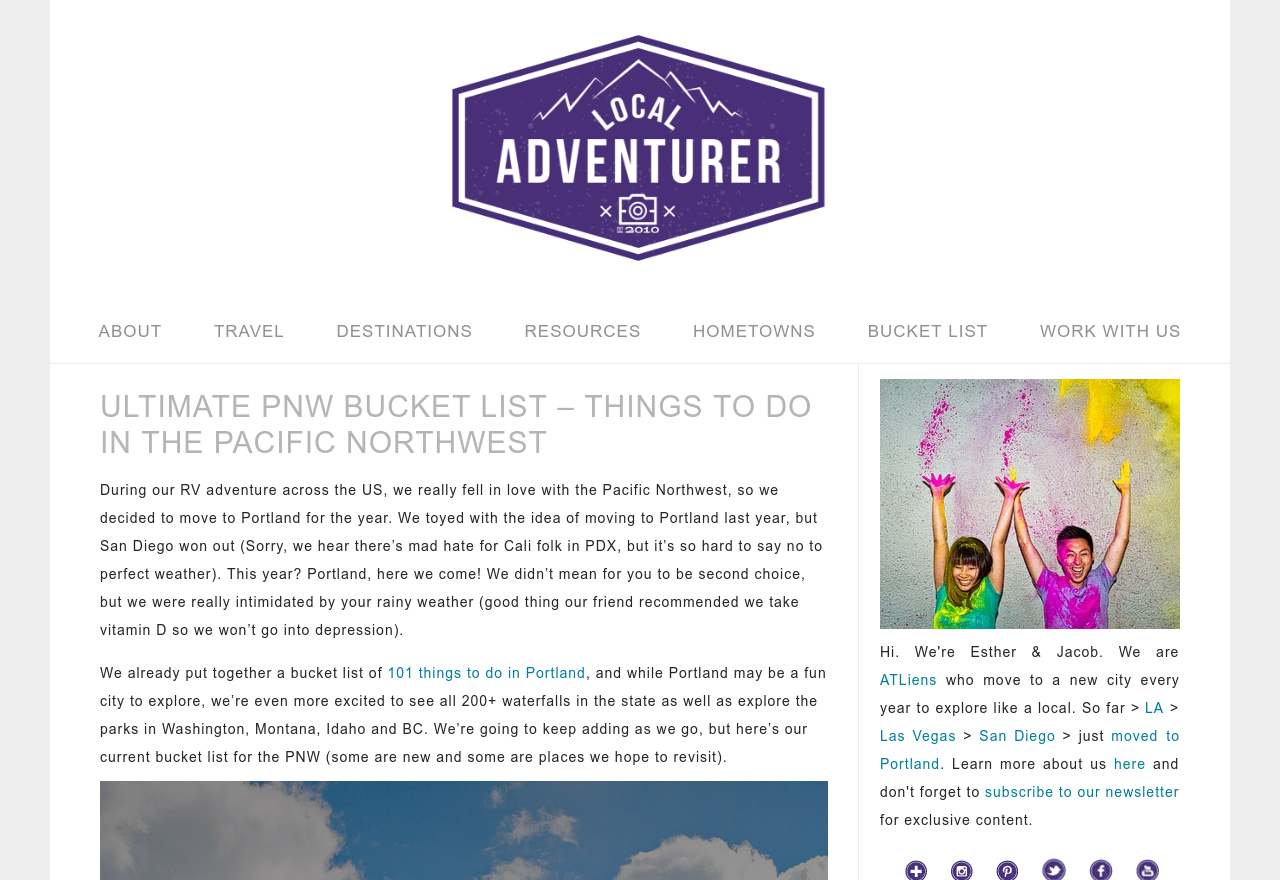 LOCAL
ADVENTURER
EST 2010
ABOUT TRAVEL DESTINATIONS RESOURCES HOMETOWNS BUCKET LIST WORK WITH US
ULTIMATE PNW BUCKET LIST – THINGS TO DO
IN THE PACIFIC NORTHWEST
During our RV adventure across the US, we really fell in love with the Pacific Northwest, so we
decided to move to Portland for the year. We toyed with the idea of moving to Portland last year, but
San Diego won out (Sorry, we hear there’s mad hate for Cali folk in PDX, but it’s so hard to say no to
perfect weather). This year? Portland, here we come! We didn’t mean for you to be second choice,
but we were really intimidated by your rainy weather (good thing our friend recommended we take
vitamin D so we won’t go into depression).
We already put together a bucket list of 101 things to do in Portland, and while Portland may be a fun
city to explore, we’re even more excited to see all 200+ waterfalls in the state as well as explore the
parks in Washington, Montana, Idaho and BC. We’re going to keep adding as we go, but here’s our
current bucket list for the PNW (some are new and some are places we hope to revisit).
Hi. We're Esther & Jacob. We are
ATLiens who move to a new city every
year to explore like a local. So far > LA >
Las Vegas > San Diego > just moved to
Portland. Learn more about us here and
don't forget to subscribe to our newsletter
for exclusive content.